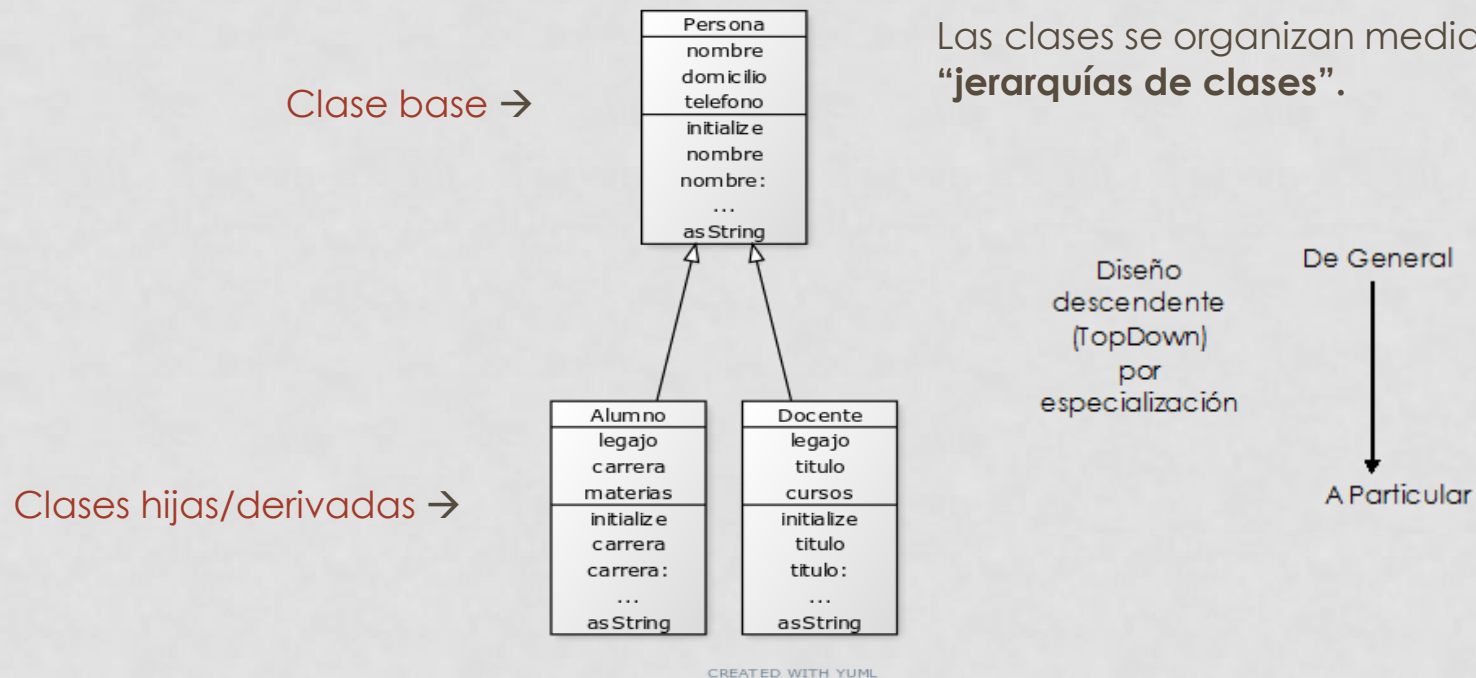 Las clases se organizan
“jerarquías de clases”.
Clase base →
Persona
nombre
domicilio
telefono
initialize
nombre
nombre:
...
asString
Diseño
descendente
(TopDown)
por
especialización
De General
A Particular
Clases hijas/derivadas →
Alumno
legajo
carrera
materias
initialize
carrera
carrera:
...
asString
Docente
legajo
titulo
cursos
initialize
titulo
titulo:
...
asString
CREATED WITH YUML